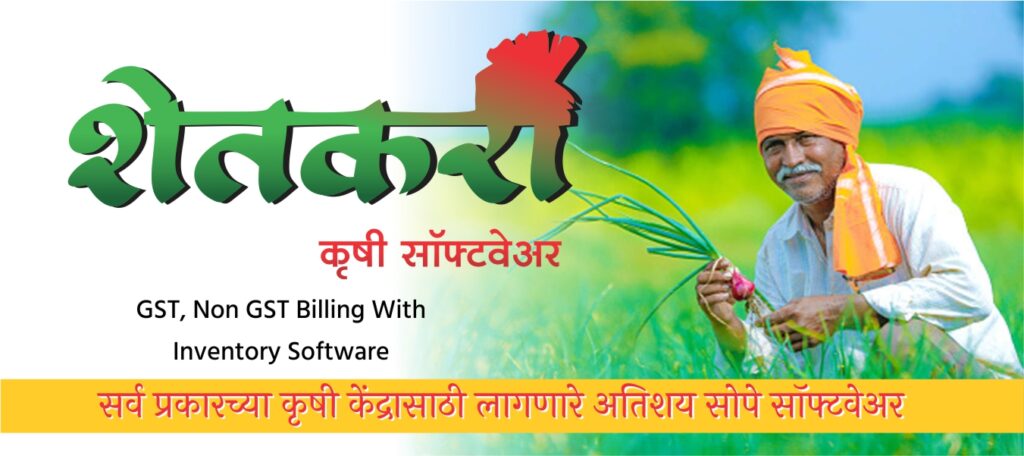 शेतकरी
कृषी सॉफ्टवेअर
GST, Non GST Billing With
Inventory Software
सर्व प्रकारच्या कृषी केंद्रासाठी लागणारे अतिशय सोपे सॉफ्टवेअर